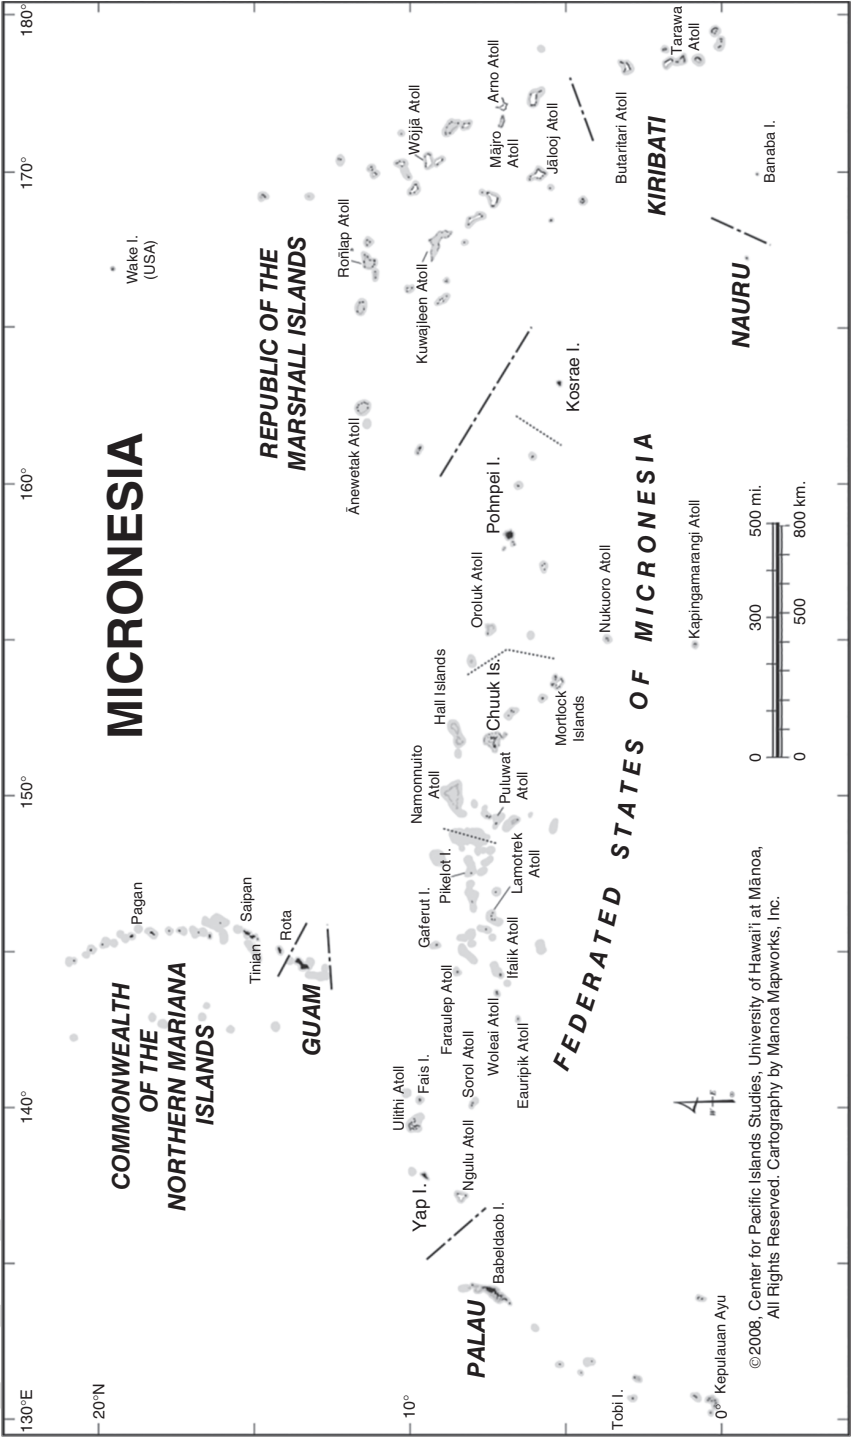 MICRONESIA
130°E
140°
150°
160°
170°
180°
20°N
10°
0°
COMMONWEALTH
OF THE
NORTHERN MARIANA
ISLANDS
Pagan
Saipan
Tinian
Rota
GUAM
Wake I.
(USA)
REPUBLIC OF THE
MARSHALL ISLANDS
Ānewetak Atoll
Roñlap Atoll
Kuwajleen Atoll
Wōjjā Atoll
Mājro
Atoll
Arno Atoll
Jālooj Atoll
PALAU
Babeldaob I.
Tobi I.
Kepulauan Ayu
Yap I.
Ngulu Atoll
Ulithi Atoll
Fais I.
Sorol Atoll
Faraulep Atoll
Woleai Atoll
Eauripik Atoll
Gaferut I.
Ifalik Atoll
Pikelot I.
Lamotrek
Atoll
Namonnuito
Atoll
Puluwat
Atoll
Hall Islands
Chuuk Is.
Mortlock
Islands
Oroluk Atoll
Pohnpei I.
Kosrae I.
Nukuoro Atoll
Kapingamarangi Atoll
FEDERATED STATES OF MICRONESIA
NAURU
KIRIBATI
Butaritari Atoll
Tarawa
Atoll
Banaba I.
0 300 500 mi.
0 500 800 km.
W E
©2008, Center for Pacific Islands Studies, University of Hawai'i at Mānoa,
All Rights Reserved. Cartography by Manoa Mapworks, Inc.